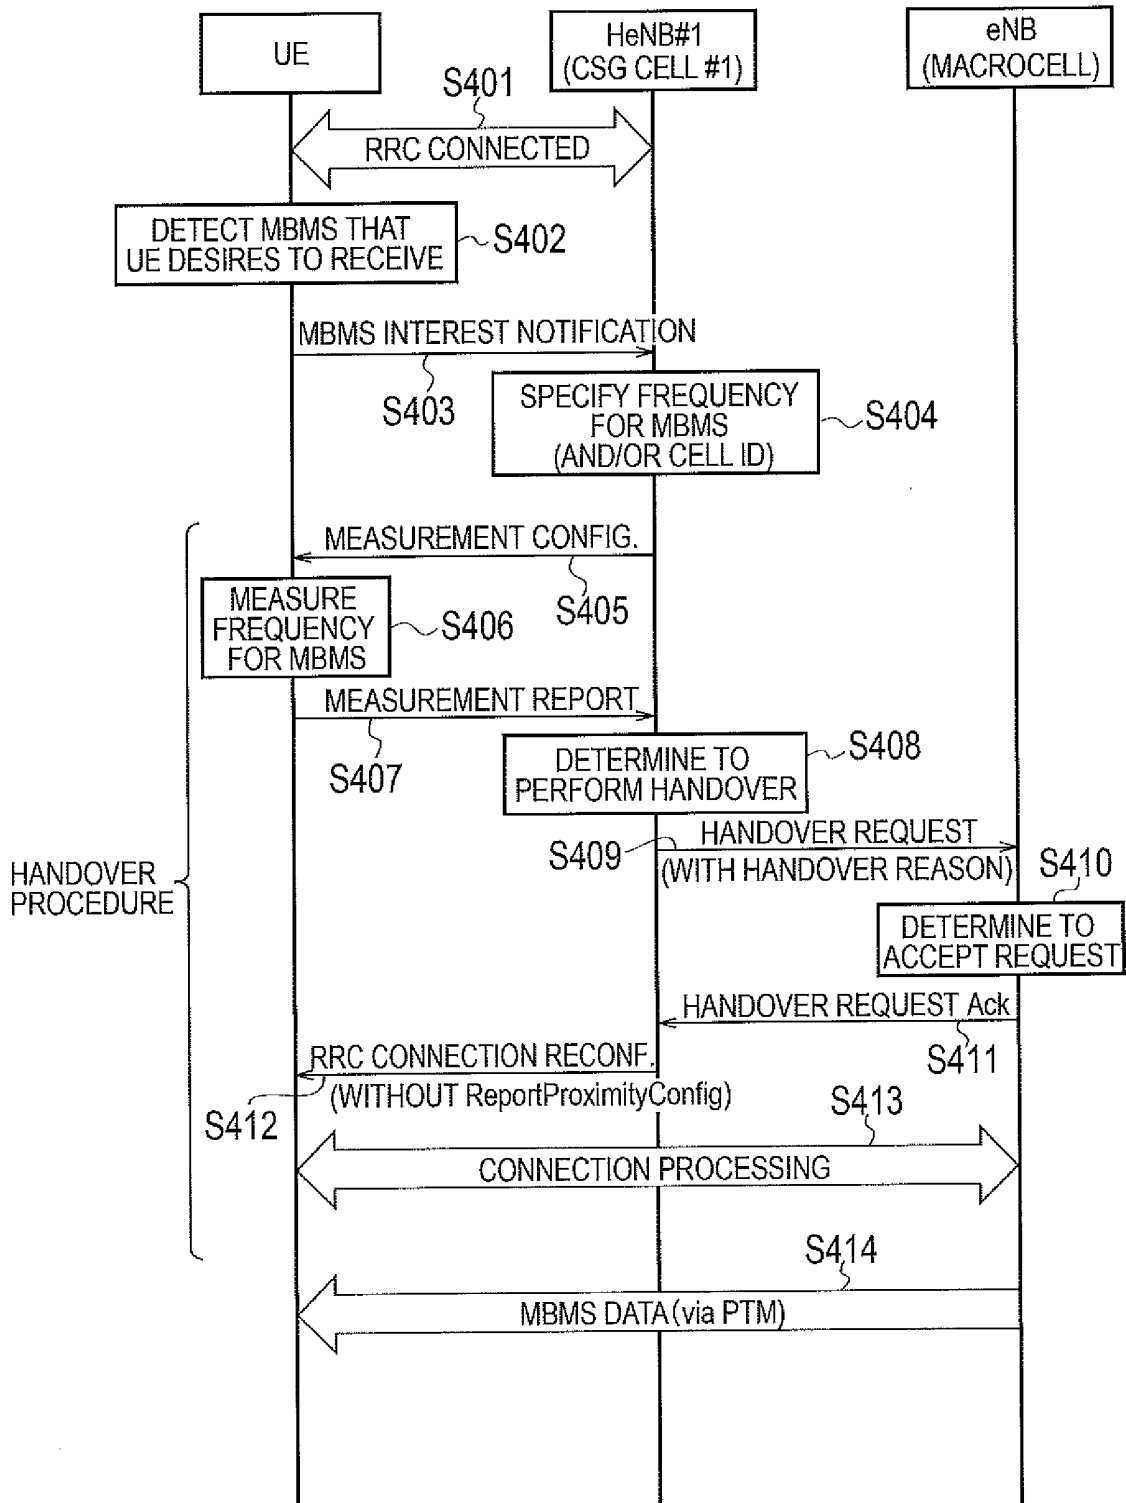 UE
HeNB#1
(CSG CELL #1)
eNB
(MACROCELL)
S401
RRC CONNECTED
DETECT MBMS THAT
UE DESIRES TO RECEIVE
S402
MBMS INTEREST NOTIFICATION
S403
SPECIFY FREQUENCY
FOR MBMS
(AND/OR CELL ID)
S404
MEASUREMENT CONFIG.
S405
MEASURE
FREQUENCY
FOR MBMS
S406
MEASUREMENT REPORT
S407
DETERMINE TO
PERFORM HANDOVER
S408
HANDOVER REQUEST
S409
(WITH HANDOVER REASON)
HANDOVER
PROCEDURE
S410
DETERMINE TO
ACCEPT REQUEST
HANDOVER REQUEST Ack
S411
RRC CONNECTION RECONF.
(WITHOUT ReportProximityConfig)
S412
S413
CONNECTION PROCESSING
S414
MBMS DATA(via PTM)